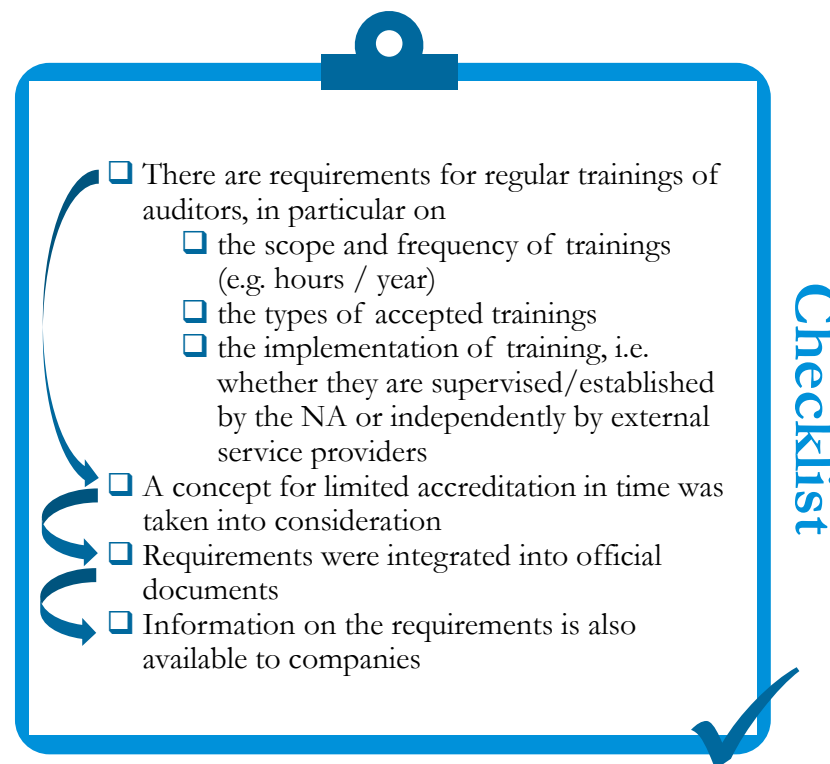 ❑ There are requirements for regular trainings of
auditors, in particular on
❑ the scope and frequency of trainings
(e.g. hours / year)
❑ the types of accepted trainings
❑ the implementation of training, i.e.
whether they are supervised/established
by the NA or independently by external
service providers
❑ A concept for limited accreditation in time was
taken into consideration
❑ Requirements were integrated into official
documents
❑ Information on the requirements is also
available to companies
Checklist